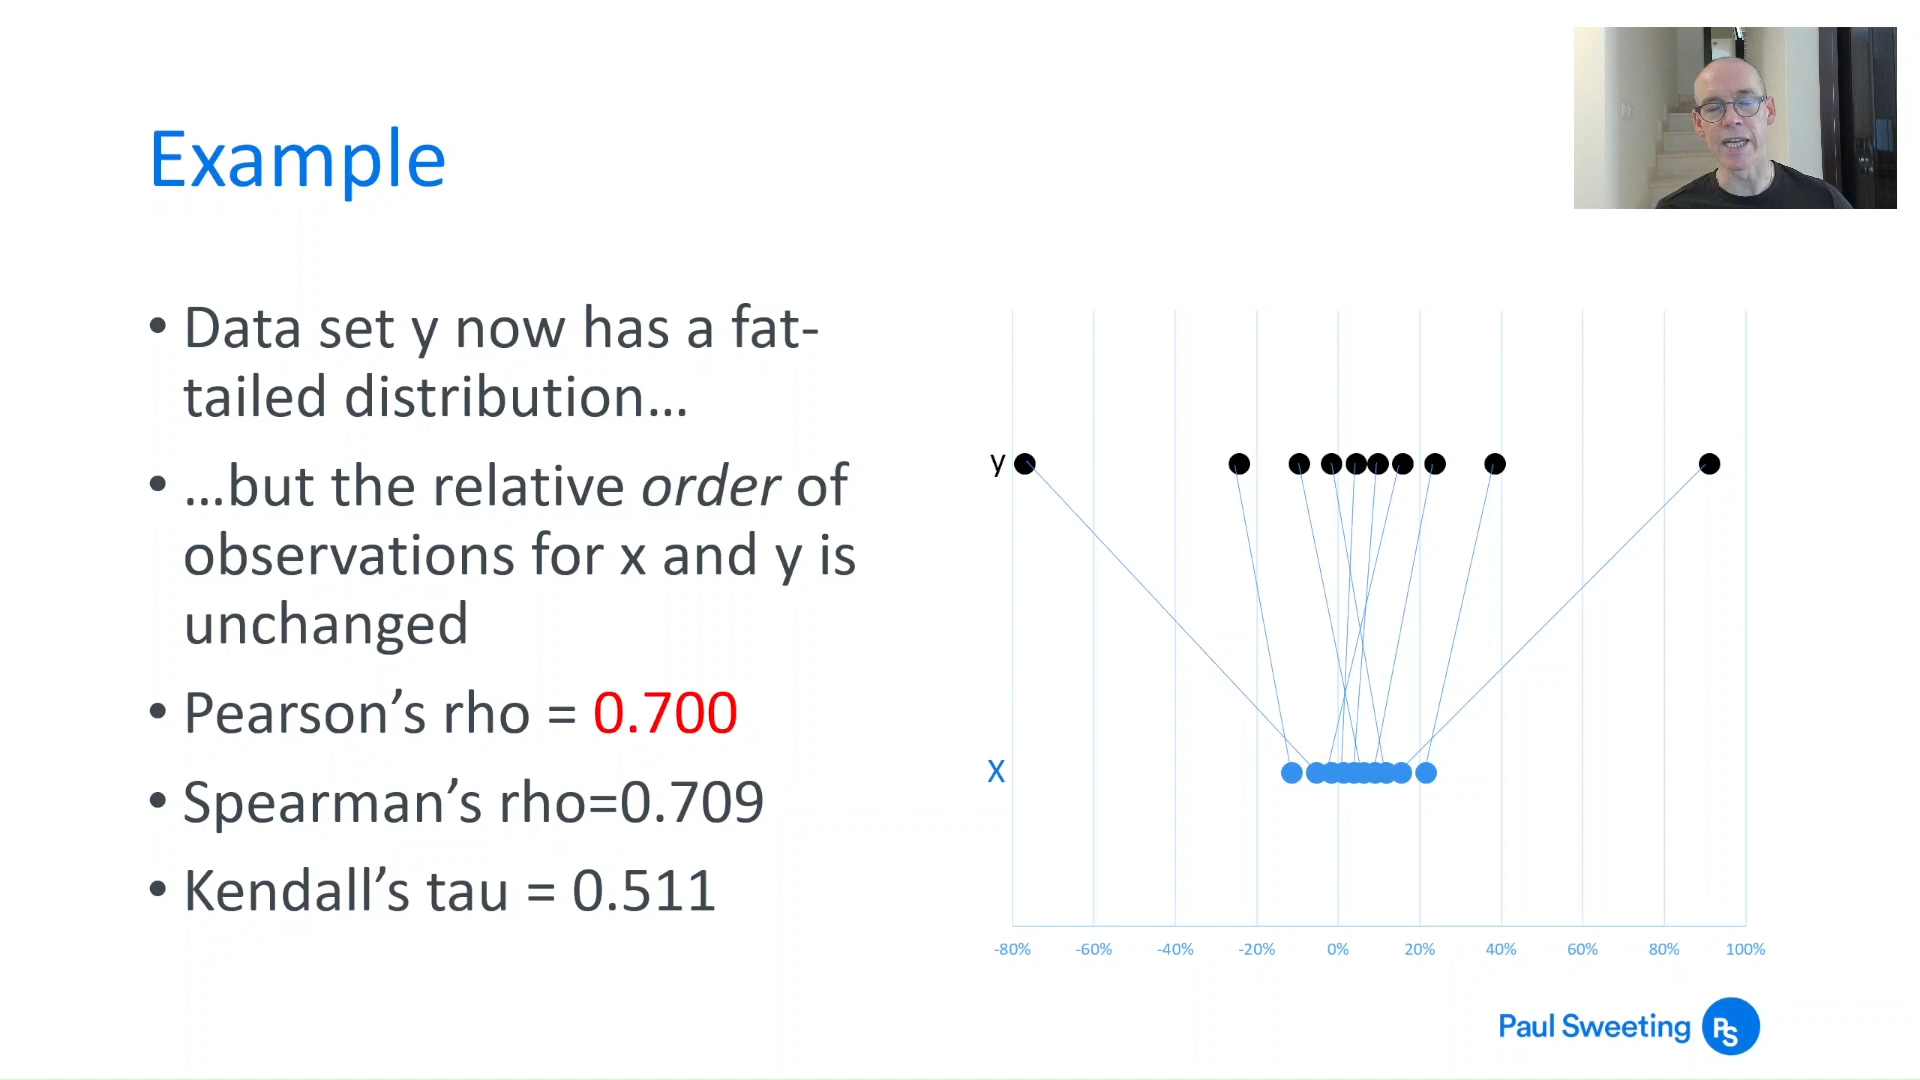 Example
• Data set y now has a fat-
tailed distribution…
• …but the relative order of
observations for x and y is
unchanged
• Pearson’s rho = 0.700
• Spearman’s rho=0.709
• Kendall’s tau = 0.511
y
x
-80% -60% -40% -20% 0% 20% 40% 60% 80% 100%
Paul Sweeting PS